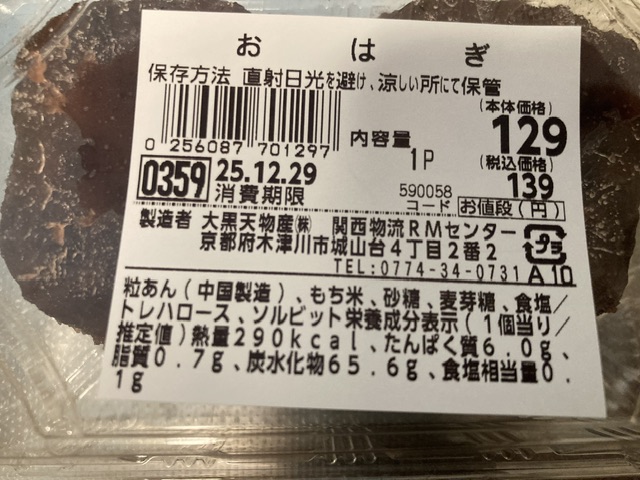 おはぎ
保存方法 直射日光を避け、涼しい所にて保管
(本体価格)
0 256087 701297
内容量
1P
129
(税込価格)
139
0359
25.12.29
消費期限
590058
コード
お値段(円)
製造者 大黒天物産㈱ 関西物流RMセンター
京都府木津川市城山台4丁目2番2
TEL:0774-34-0731
プラ
A10
粒あん(中国製造)、もち米、砂糖、麦芽糖、食塩/
トレハロース、ソルビット栄養成分表示(1個当り/
推定値)熱量290kcal、たんぱく質6.0g、
脂質0.7g、炭水化物65.6g、食塩相当量0.
1g